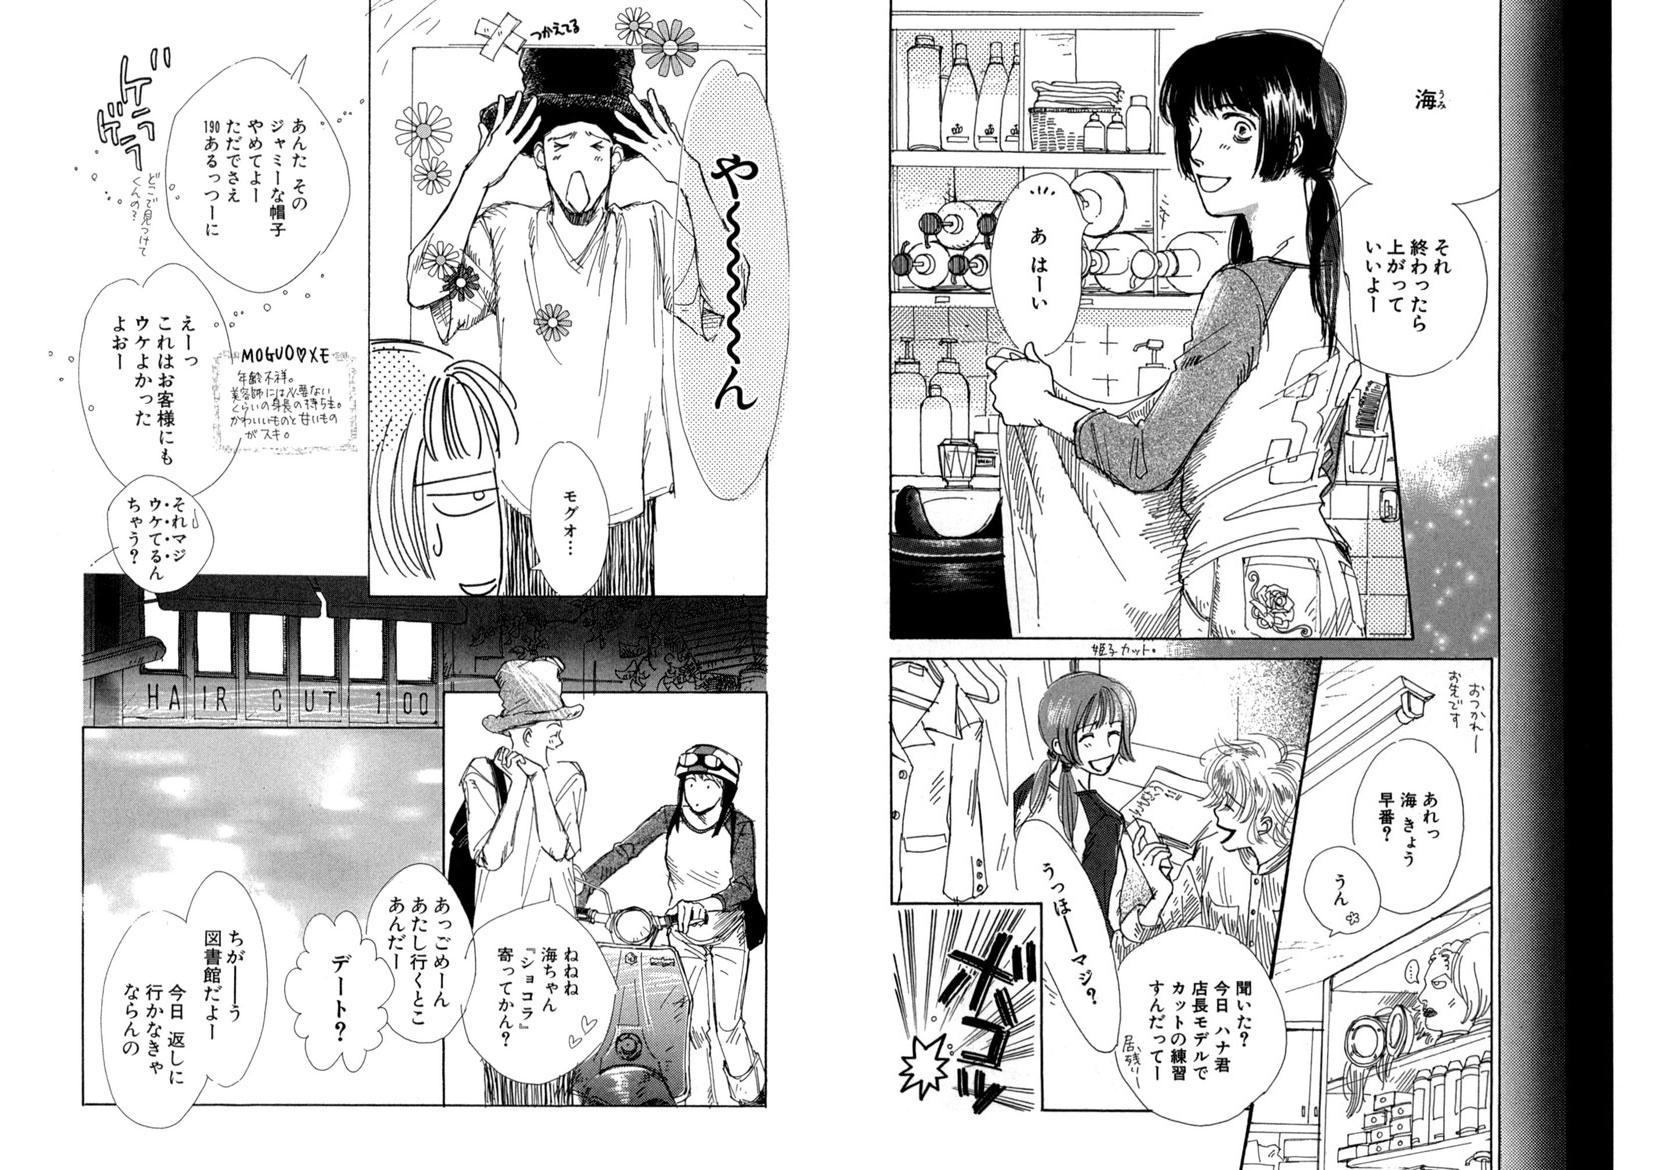 海
うみ
それ
終わったら
上がって
いいよー
あ はーい
姫子カット。
おつかれー
お先です
あれっ
海 きょう
早番？
うん
聞いた？
今日 ハナ君
店長モデルで
カットの練習
すんだってー
居残りー
うっほーーマジ？
メキョ
や〜〜〜〜ん
つかえてる
モグオ…
あんた その
ジャミーな帽子
やめてよー
ただでさえ
190あるっつーに
ゲラゲラ
どこで見つけて
くんの？
えーっ
これはお客様にも
ウケよかった
よおー
MOGUO♡XE
年齢不祥。
美容師には必要ない
くらいの身長の持ち主。
かわいいものと甘いもの
がスキ。
それマジ
ウケてるん
ちゃう？
HAIR CUT 100
ねねね
海ちゃん
『ショコラ』
寄ってかん？
あっごめーん
あたし行くとこ
あんだー
デート？
ちがーーう
図書館だよー
今日 返しに
行かなきゃ
ならんの